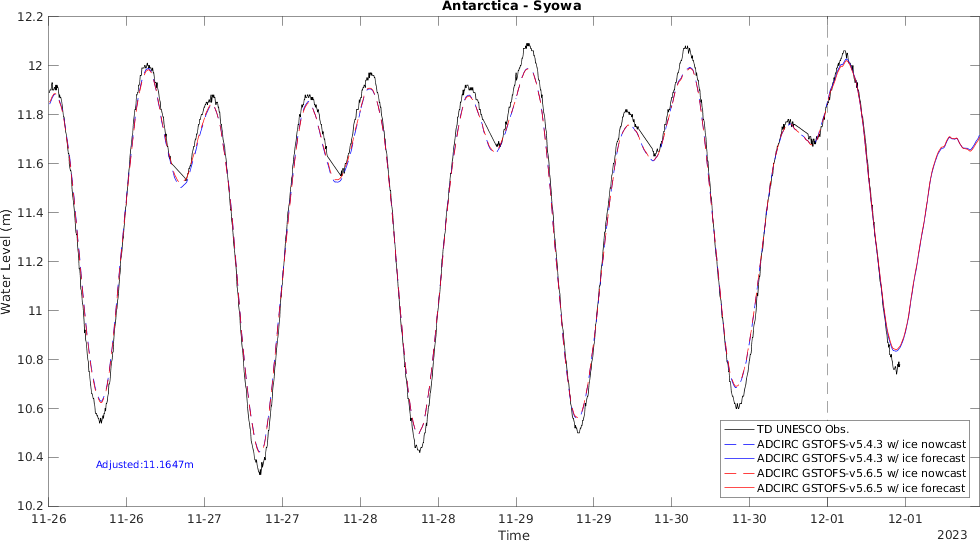 Antarctica - Syowa
12.2
12
11.8
11.6
11.4
11.2
11
10.8
10.6
10.4
10.2
Water Level (m)
Adjusted:11.1647m
TD UNESCO Obs.
ADCIRC GSTOFS-v5.4.3 w/ ice nowcast
ADCIRC GSTOFS-v5.4.3 w/ ice forecast
ADCIRC GSTOFS-v5.6.5 w/ ice nowcast
ADCIRC GSTOFS-v5.6.5 w/ ice forecast
11-26 11-26 11-27 11-27 11-28 11-28 11-29 11-29 11-30 11-30 12-01 12-01
Time
2023